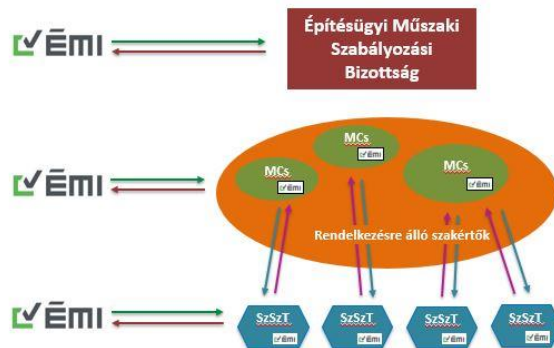 ÉMI
Építésügyi Műszaki
Szabályozási
Bizottság
MCs
ÉMI
MCs
ÉMI
MCs
ÉMI
ÉMI
Rendelkezésre álló szakértők
ÉMI
SzSzT
ÉMI
SzSzT
ÉMI
SzSzT
ÉMI
SzSzT
ÉMI